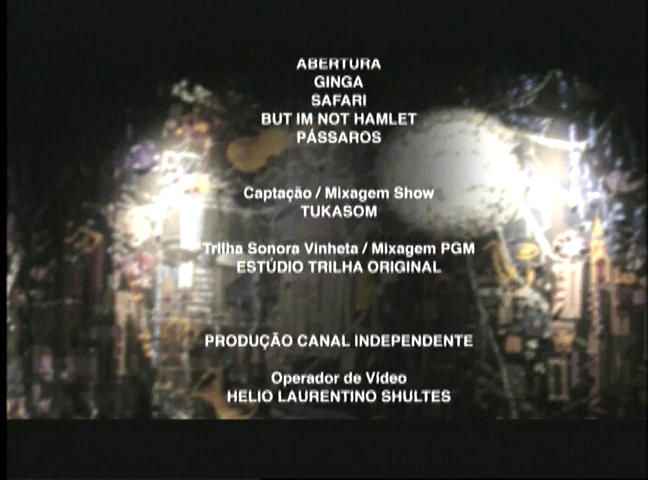 ABERTURA
GINGA
SAFARI
BUT IM NOT HAMLET
PÁSSAROS
Captação / Mixagem Show
TUKASOM
Trilha Sonora Vinheta / Mixagem PGM
ESTÚDIO TRILHA ORIGINAL
PRODUÇÃO CANAL INDEPENDENTE
Operador de Vídeo
HELIO LAURENTINO SHULTES